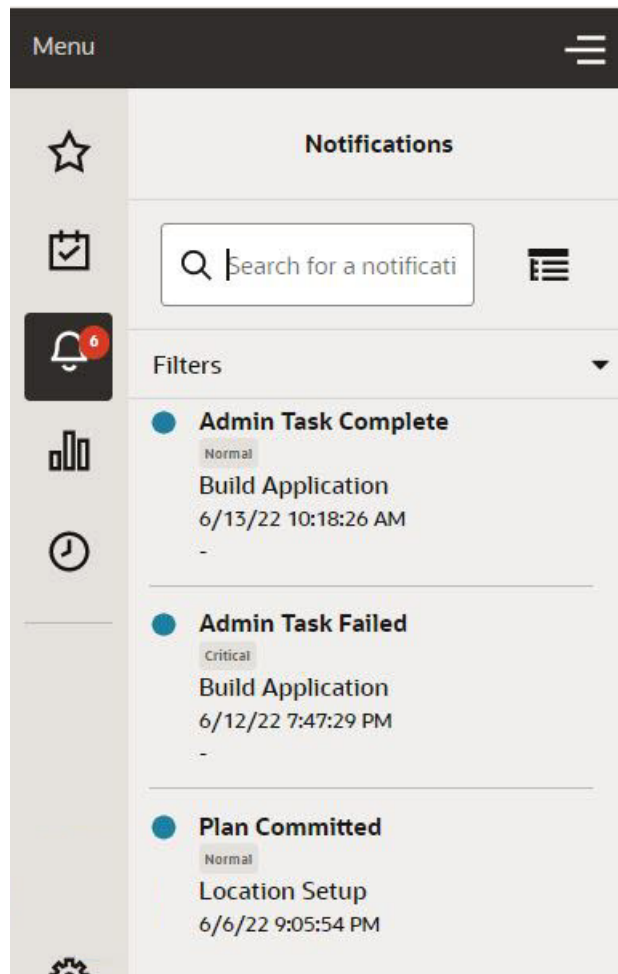 Menu
Notifications
Search for a notificati
6
Filters
Admin Task Complete
Normal
Build Application
6/13/22 10:18:26 AM
-
Admin Task Failed
Critical
Build Application
6/12/22 7:47:29 PM
-
Plan Committed
Normal
Location Setup
6/6/22 9:05:54 PM